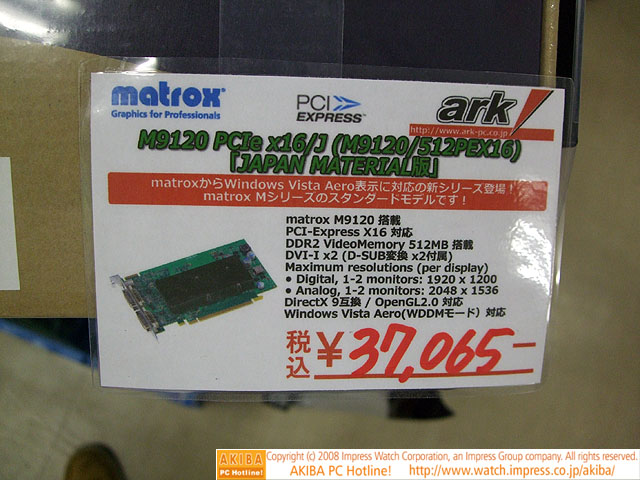 matrox
Graphics for Professionals
PCI EXPRESS
ark
http://www.ark-pc.co.jp
M9120 PCIe x16/J (M9120/512PEX16)
「JAPAN MATERIAL版」
matroxからWindows Vista Aero表示に対応の新シリーズ登場!
matrox Mシリーズのスタンダードモデルです!
matrox M9120 搭載
PCI-Express X16 対応
DDR2 VideoMemory 512MB 搭載
DVI-I x2 (D-SUB変換 x2付属)
Maximum resolutions (per display)
● Digital, 1-2 monitors: 1920 x 1200
● Analog, 1-2 monitors: 2048 x 1536
DirectX 9互換 / OpenGL2.0 対応
Windows Vista Aero(WDDMモード) 対応
税込 ¥37,065-
AKIBA
PC Hotline!
Copyright (c) 2008 Impress Watch Corporation, an Impress Group company. All rights reserved.
AKIBA PC Hotline! http://www.watch.impress.co.jp/akiba/